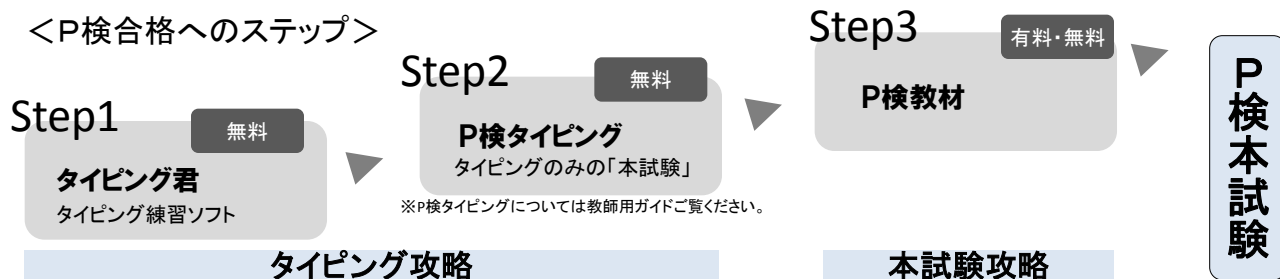 ＜P検合格へのステップ＞
Step1
無料
タイピング君
タイピング練習ソフト
Step2
無料
P検タイピング
タイピングのみの「本試験」
※P検タイピングについては教師用ガイドご覧ください。
タイピング攻略
Step3
有料・無料
P検教材
本試験攻略
P検本試験